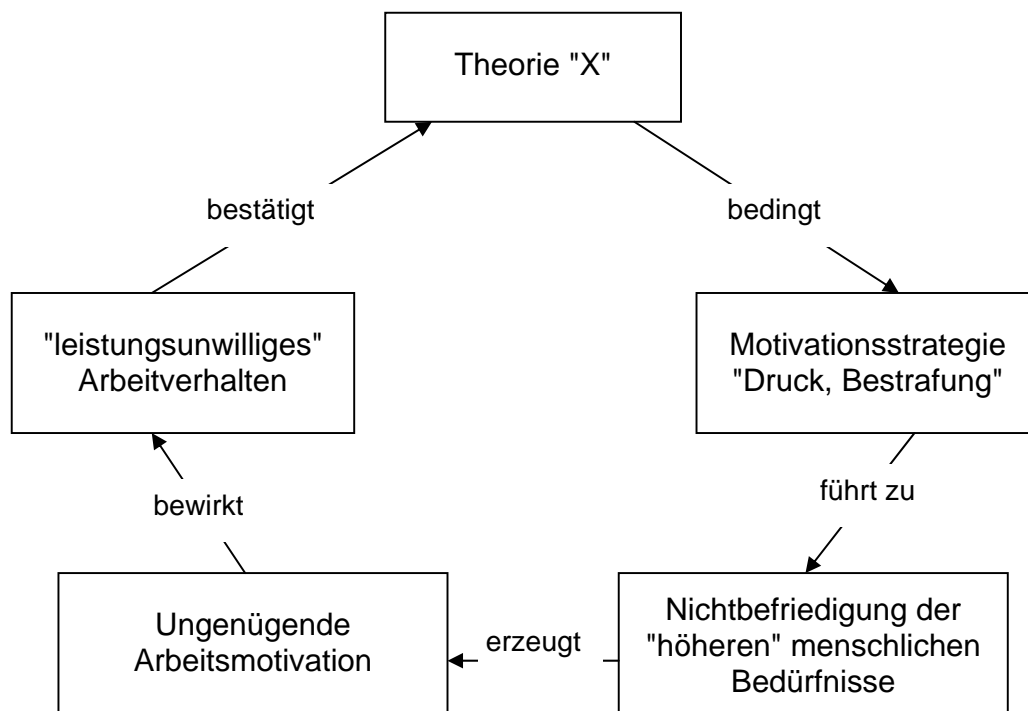 Theorie "X"
bestätigt
bedingt
"leistungsunwilliges"
Arbeitverhalten
Motivationsstrategie
"Druck, Bestrafung"
bewirkt
führt zu
Ungenügende
Arbeitsmotivation
erzeugt
Nichtbefriedigung der
"höheren" menschlichen
Bedürfnisse